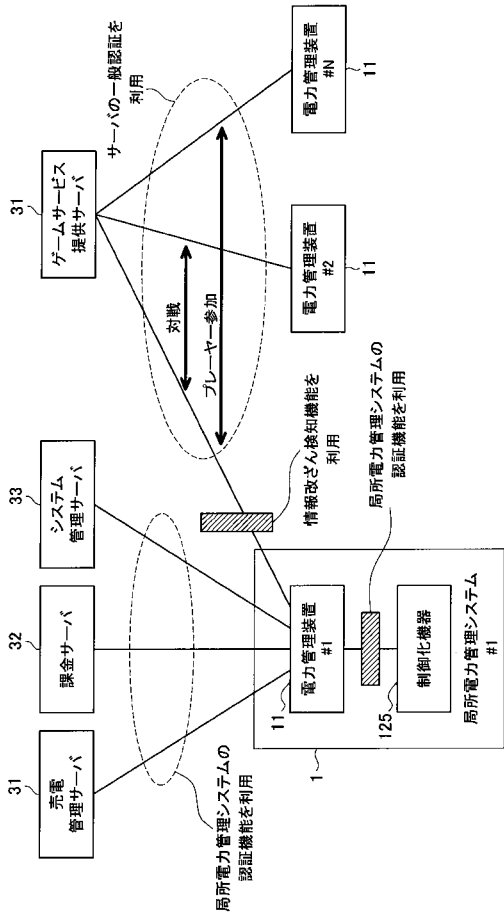 31
売電
管理サーバ
32
課金サーバ
33
システム
管理サーバ
31
ゲームサービス
提供サーバ
サーバの一般認証を
利用
対戦
プレーヤー参加
局所電力管理システムの
認証機能を利用
情報改ざん検知機能を
利用
電力管理装置
#1
11
電力管理装置
#2
11
電力管理装置
#N
11
局所電力管理システムの
認証機能を利用
制御化機器
125
局所電力管理システム
#1
1